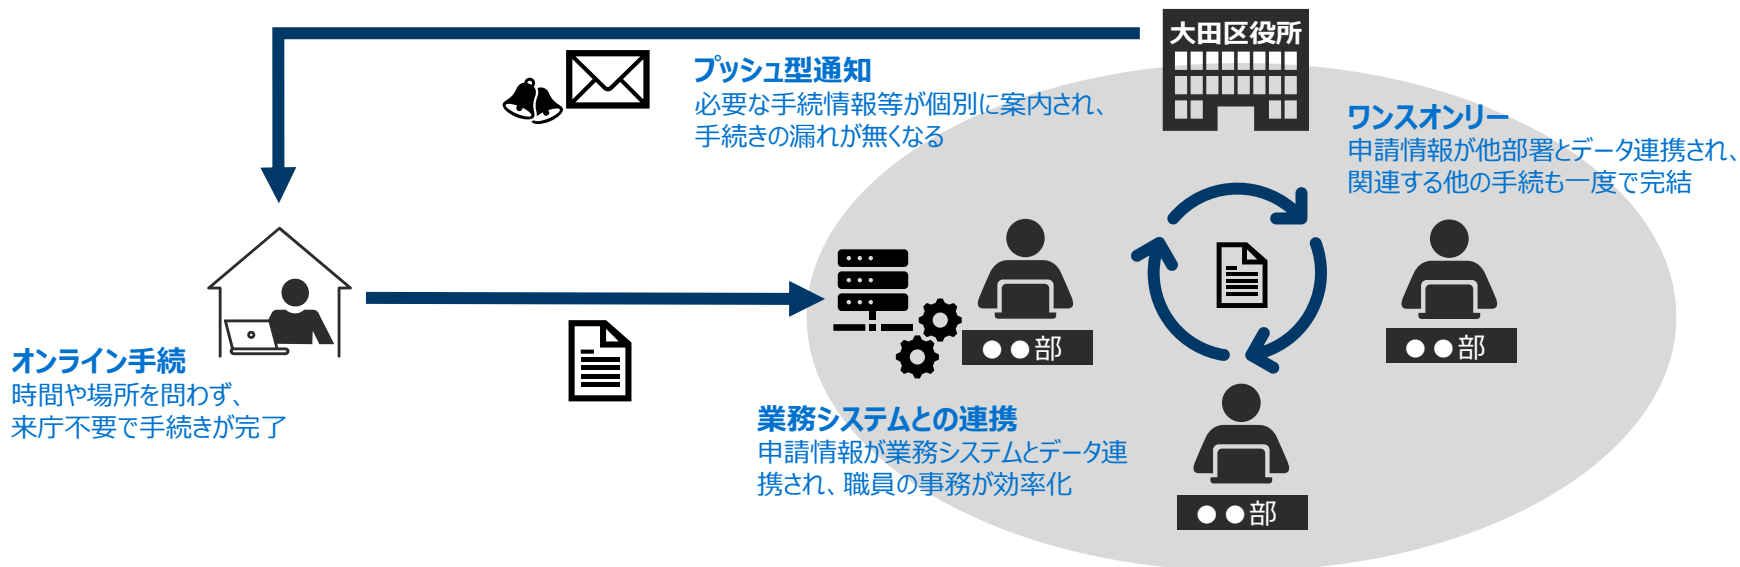 大田区役所
プッシュ型通知
必要な手続情報等が個別に案内され、
手続きの漏れが無くなる
ワンスオンリー
申請情報が他部署とデータ連携され、
関連する他の手続も一度で完結
オンライン手続
時間や場所を問わず、
来庁不要で手続きが完了
●●部
●●部
業務システムとの連携
申請情報が業務システムとデータ連
携され、職員の事務が効率化
●●部